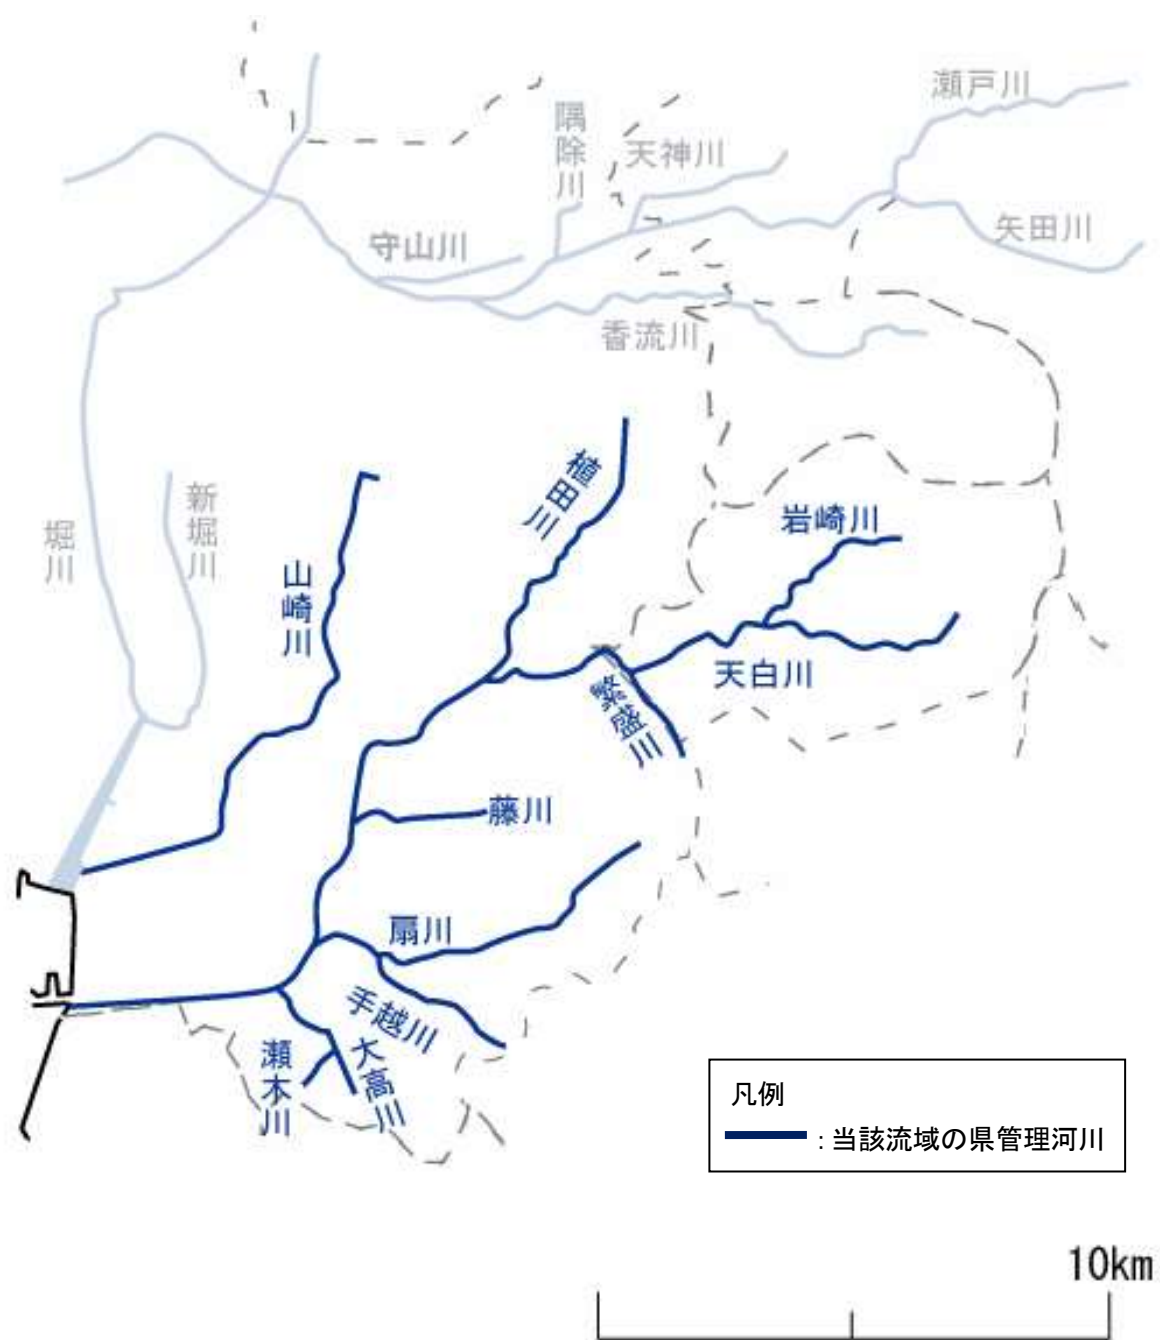 瀬戸川
隅除川
天神川
矢田川
守山川
香流川
植田川
新堀川
堀川
岩崎川
山崎川
天白川
繁盛川
藤川
扇川
手越川
瀬木川
大高川
凡例
：当該流域の県管理河川
10km